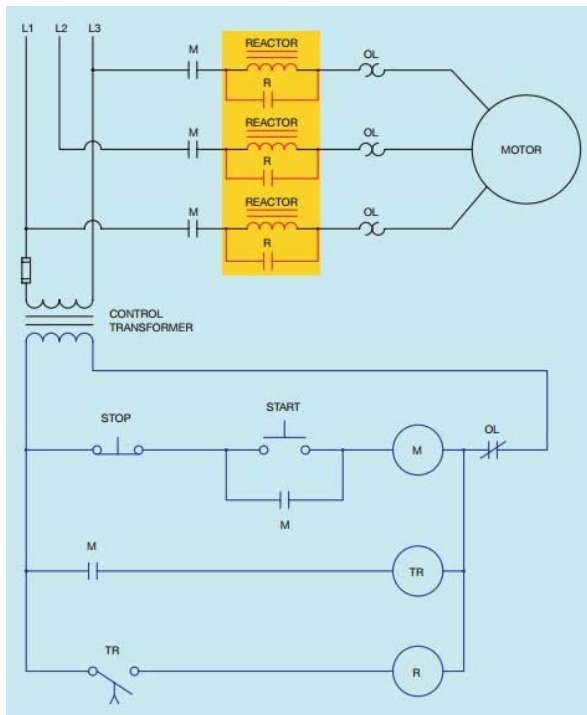 L1 L2 L3
REACTOR
M
OL
R
REACTOR
M
OL
R
MOTOR
REACTOR
M
OL
R
CONTROL
TRANSFORMER
STOP
START
OL
M
M
M
TR
TR
R